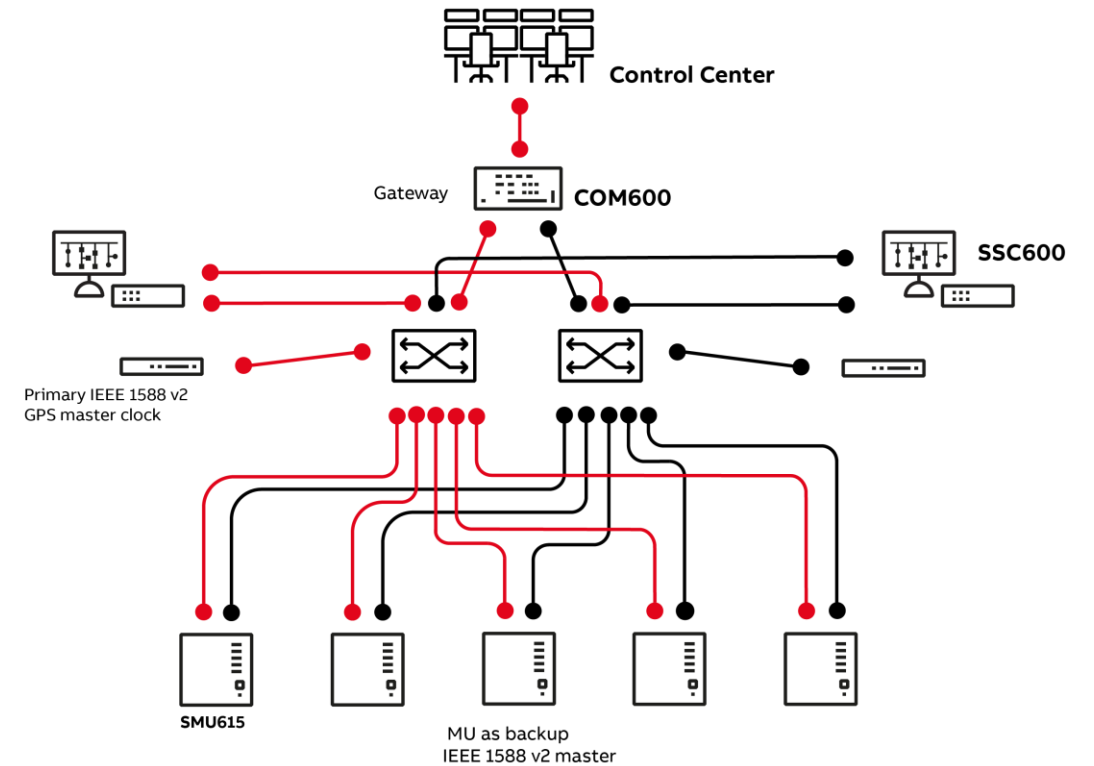 Control Center
Gateway
COM600
SSC600
Primary IEEE 1588 v2
GPS master clock
SMU615
MU as backup
IEEE 1588 v2 master